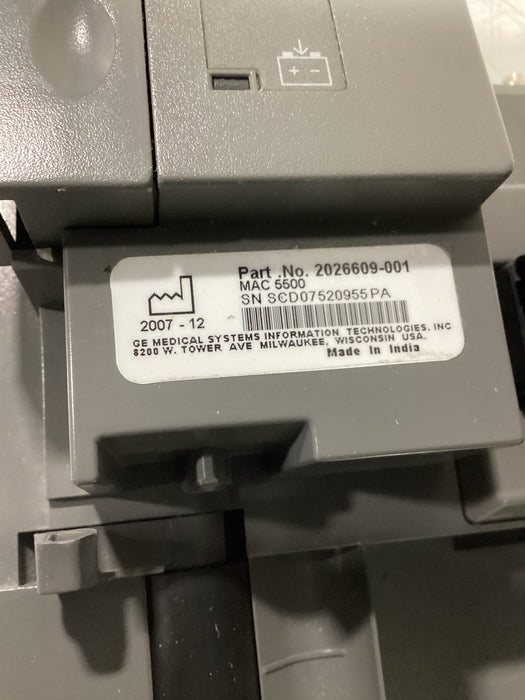 Part .No. 2026609-001
MAC 5500
SN SCD07520955PA
2007 - 12
GE MEDICAL SYSTEMS INFORMATION TECHNOLOGIES, INC
8200 W. TOWER AVE MILWAUKEE, WISCONSIN USA.
Made In India